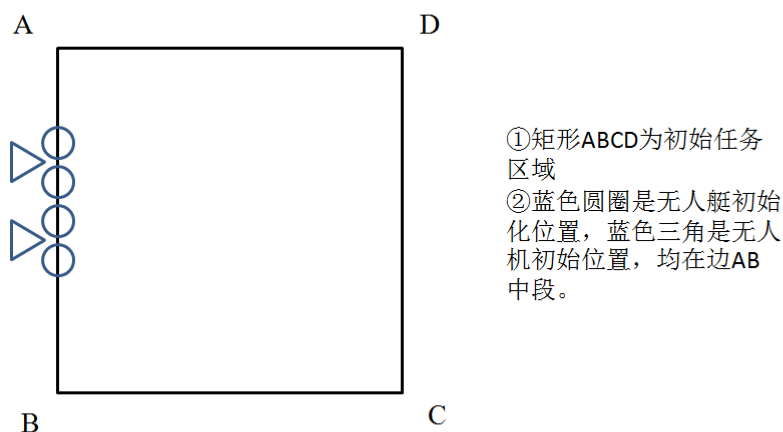 A
D
①矩形ABCD为初始任务
区域
②蓝色圆圈是无人艇初始
化位置，蓝色三角是无人
机初始位置，均在边AB
中段。
B
C